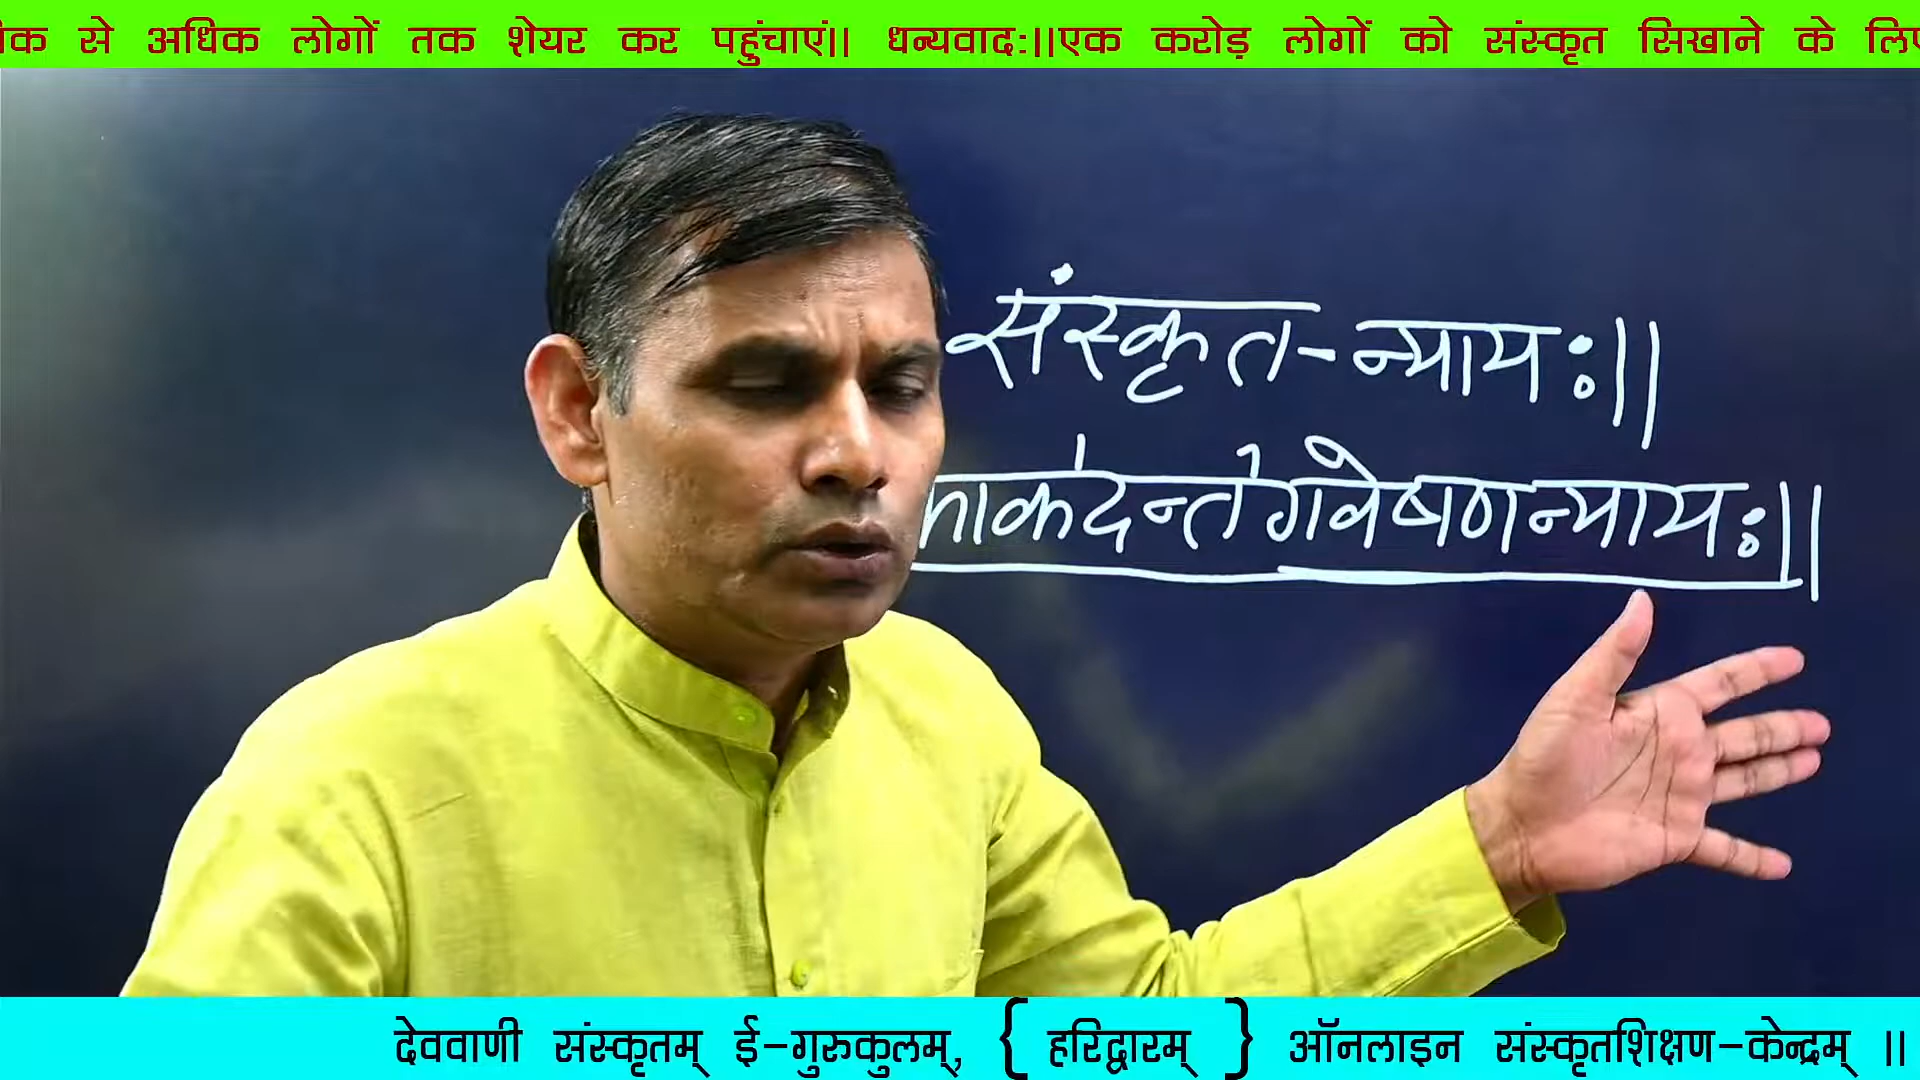 से अधिक लोगों तक शेयर कर पहुंचाएं।। धन्यवादः।।एक करोड़ लोगों को संस्कृत सिखाने के
संस्कृत-न्यायः||
काकदन्तगवेषणन्यायः||
देववाणी संस्कृतम् ई-गुरुकुलम्, { हरिद्वारम् } ऑनलाइन संस्कृतशिक्षण-केन्द्रम् ।।